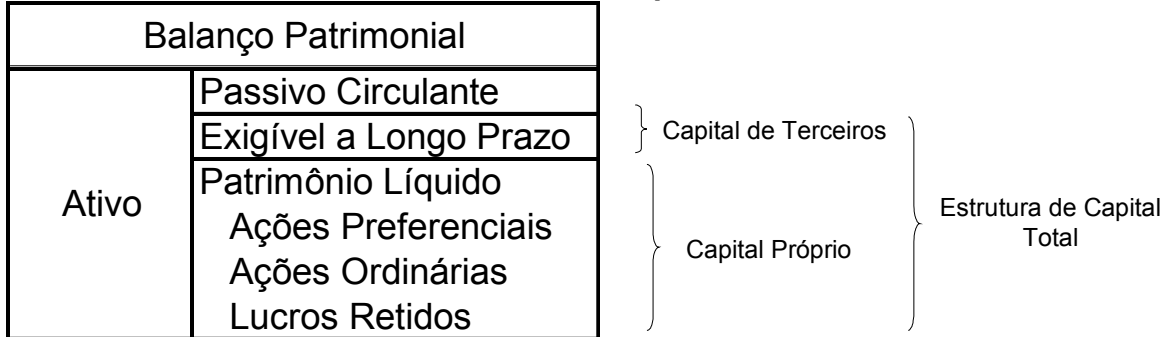 Balanço Patrimonial
Ativo
Passivo Circulante
Exigível a Longo Prazo
Patrimônio Líquido
Ações Preferenciais
Ações Ordinárias
Lucros Retidos
Capital de Terceiros
Capital Próprio
Estrutura de Capital
Total